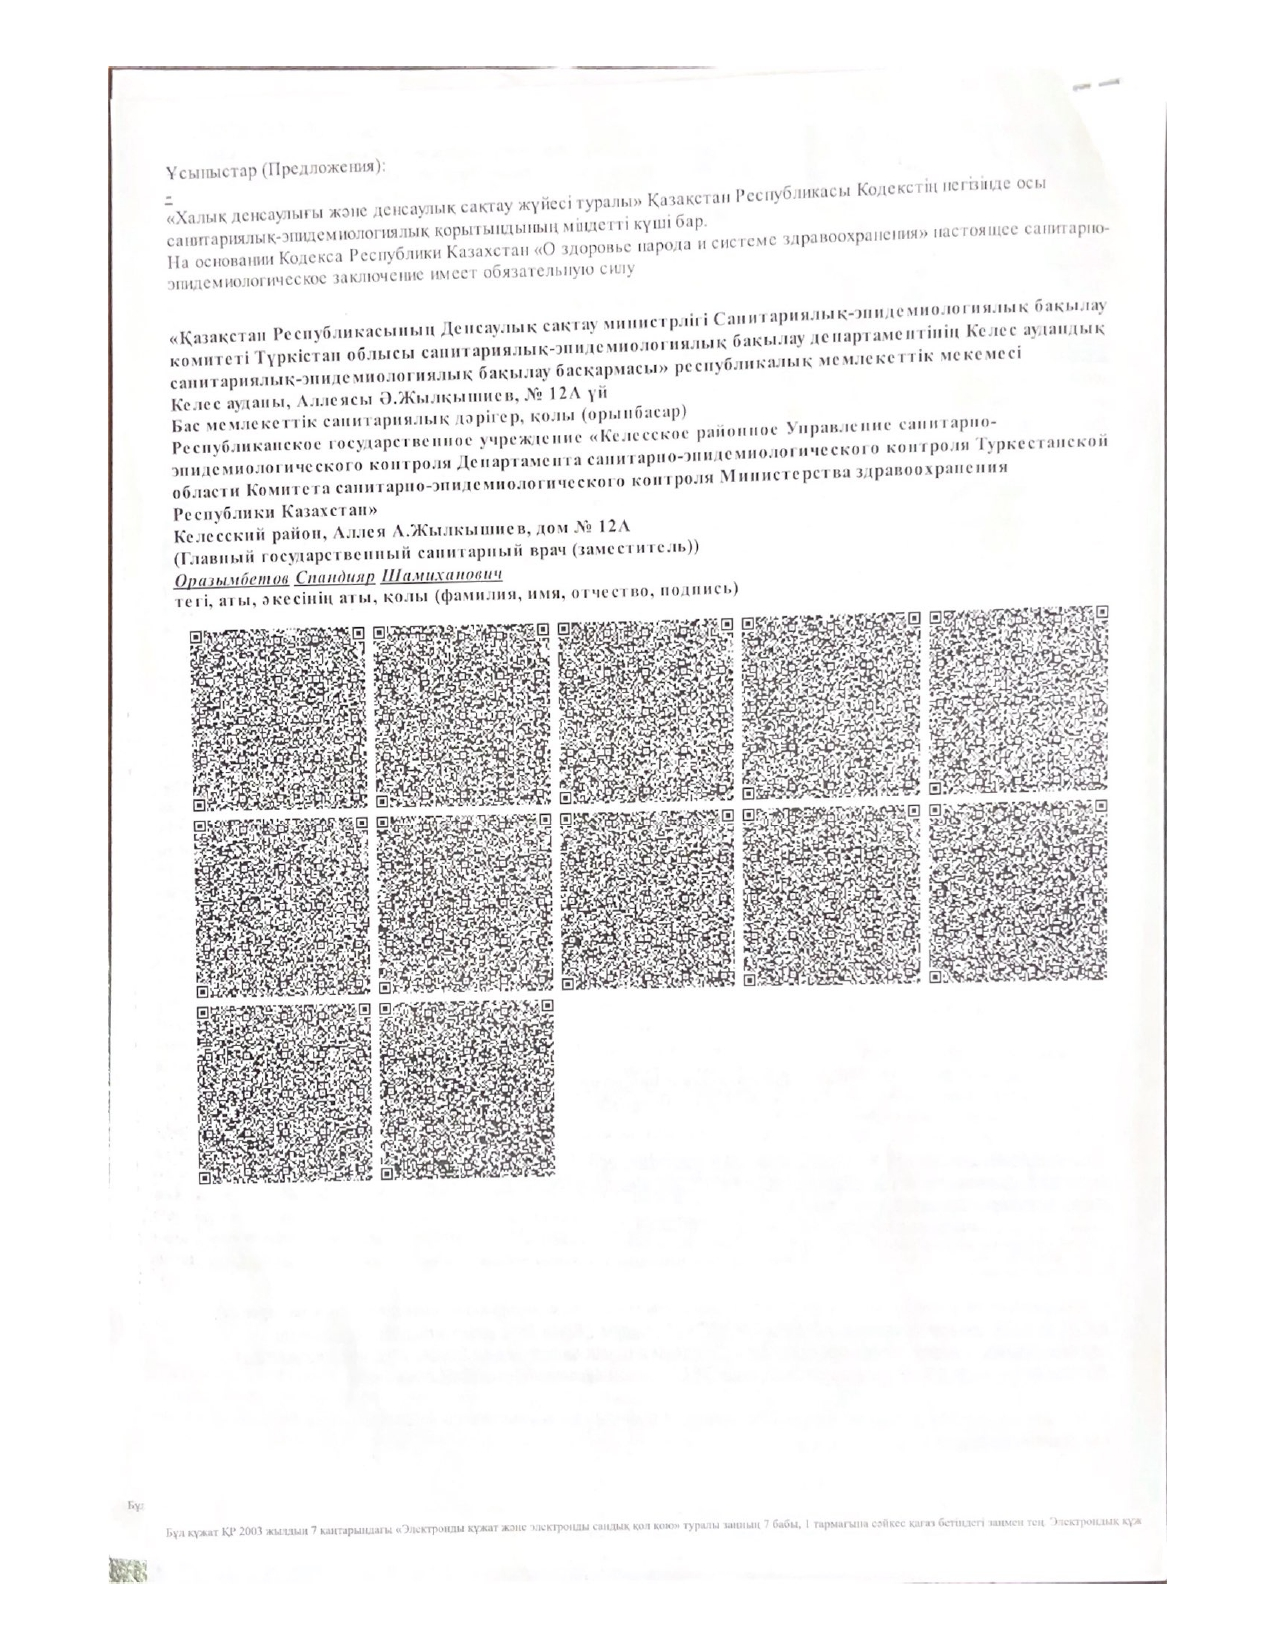 Ұсыныстар (Предложения):
-
«Халық денсаулығы және денсаулық сақтау жүйесі туралы» Қазақстан Республикасы Кодекстің негізінде осы
санитариялық-эпидемиологиялық қорытындының міндетті күші бар.
На основании Кодекса Республики Казахстан «О здоровье народа и системе здравоохранения» настоящее санитарно-
эпидемиологическое заключение имеет обязательную силу
«Қазақстан Республикасының Денсаулық сақтау министрлігі Санитариялық-эпидемиологиялық бақылау
комитеті Түркістан облысы санитариялық-эпидемиологиялық бақылау департаментінің Келес аудандық
санитариялық-эпидемиологиялық бақылау басқармасы» республикалық мемлекеттік мекемесі
Келес ауданы, Аллеясы Ә.Жылқышиев, № 12А үй
Бас мемлекеттік санитариялық дәрігер, қолы (орынбасар)
Республиканское государственное учреждение «Келесское районное Управление санитарно-
эпидемиологического контроля Департамента санитарно-эпидемиологического контроля Туркестанской
области Комитета санитарно-эпидемиологического контроля Министерства здравоохранения
Республики Казахстан»
Келесский район, Аллея А.Жылкышиев, дом № 12А
(Главный государственный санитарный врач (заместитель))
Оразымбетов Спандияр Шамиханович
тегі, аты, әкесінің аты, қолы (фамилия, имя, отчество, подпись)
Бұл
Бұл құжат ҚР 2003 жылдың 7 қаңтарындағы «Электронды құжат және электронды сандық қол қою» туралы заңның 7 бабы, 1 тармағына сәйкес қағаз бетіндегі заңмен тең. Электрондық құж